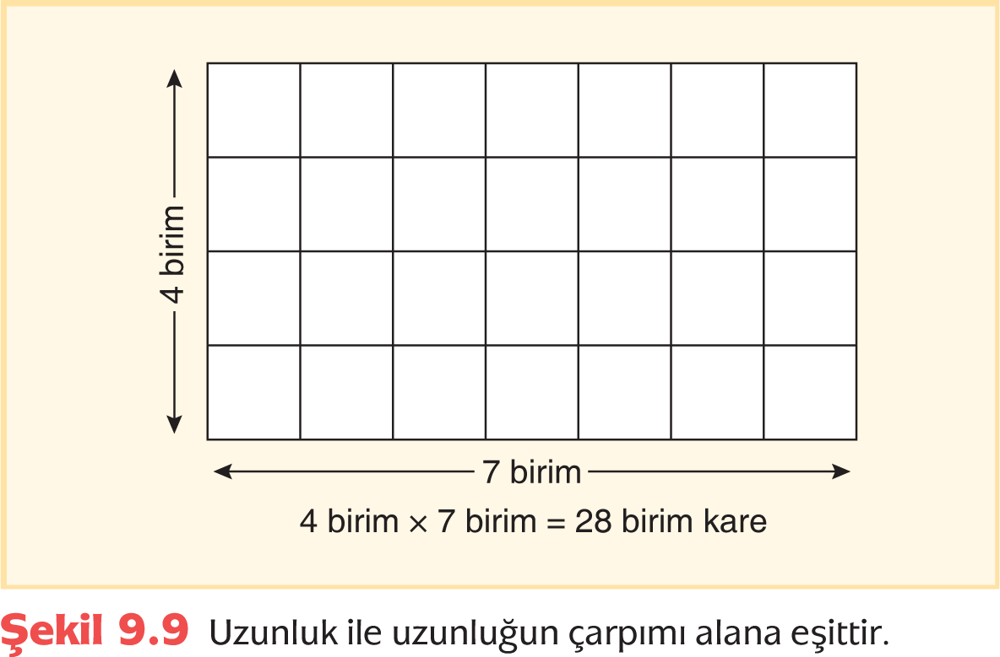 4 birim
7 birim
4 birim × 7 birim = 28 birim kare
Şekil 9.9 Uzunluk ile uzunluğun çarpımı alana eşittir.